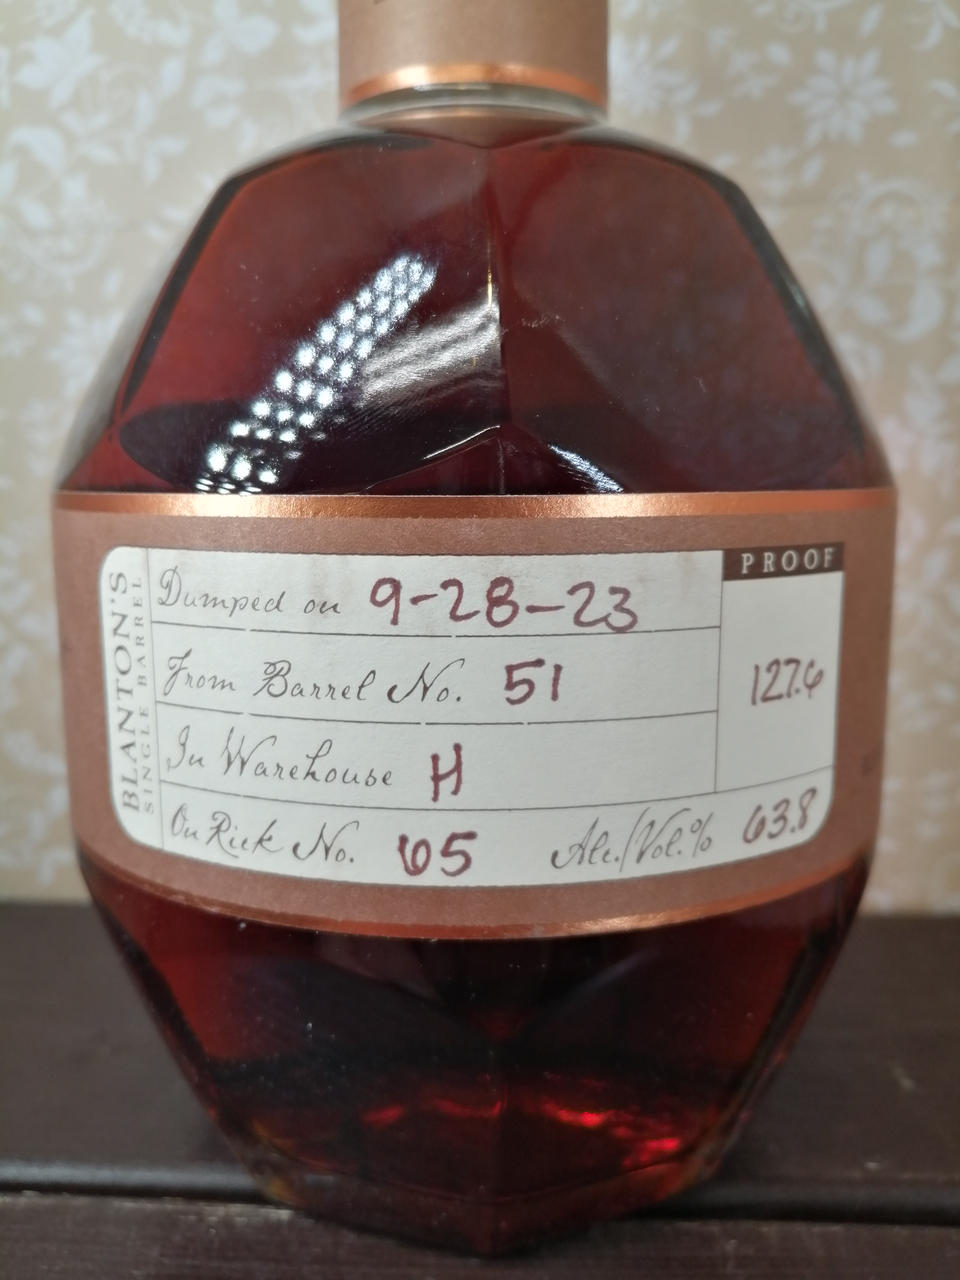 BLANTON'S
SINGLE BARREL
Dumped on 9-28-23
From Barrel No. 51
In Warehouse H
On Rick No. 65 Alc./Vol.% 63.8
PROOF
127.6